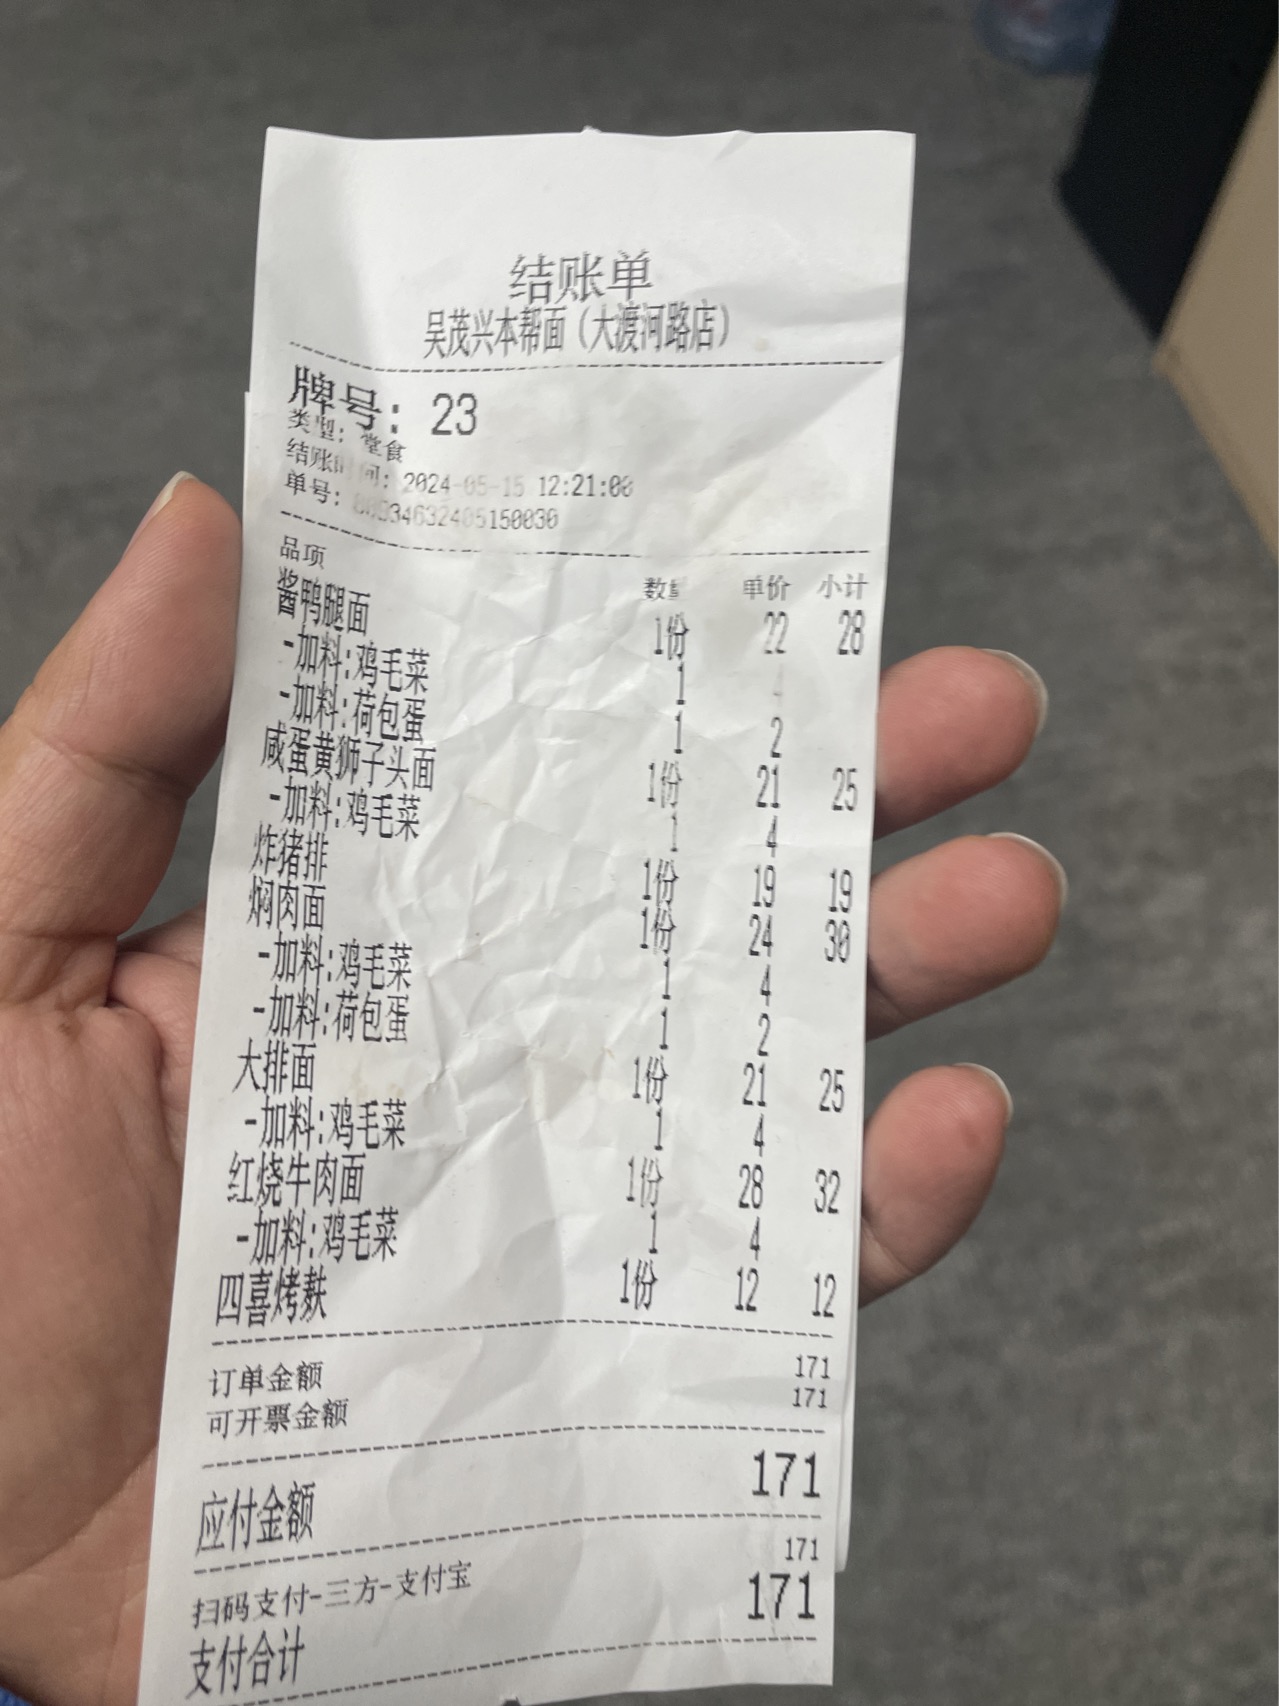 结账单
吴茂兴本帮面（大渡河路店）
牌号：23
类型：堂食
结账时间：2024-05-15 12:21:00
单号：
品项 数量 单价 小计
酱鸭腿面 1份 22 28
-加料:鸡毛菜 1 4
-加料:荷包蛋 1 2
咸蛋黄狮子头面 1份 21 25
-加料:鸡毛菜 1 4
炸猪排 1份 19 19
焖肉面 1份 24 30
-加料:鸡毛菜 1 4
-加料:荷包蛋 1 2
大排面 1份 21 25
-加料:鸡毛菜 1 4
红烧牛肉面 1份 28 32
-加料:鸡毛菜 1 4
四喜烤麸 1份 12 12
订单金额 171
可开票金额 171
应付金额 171
扫码支付-三方-支付宝 171
支付合计 171